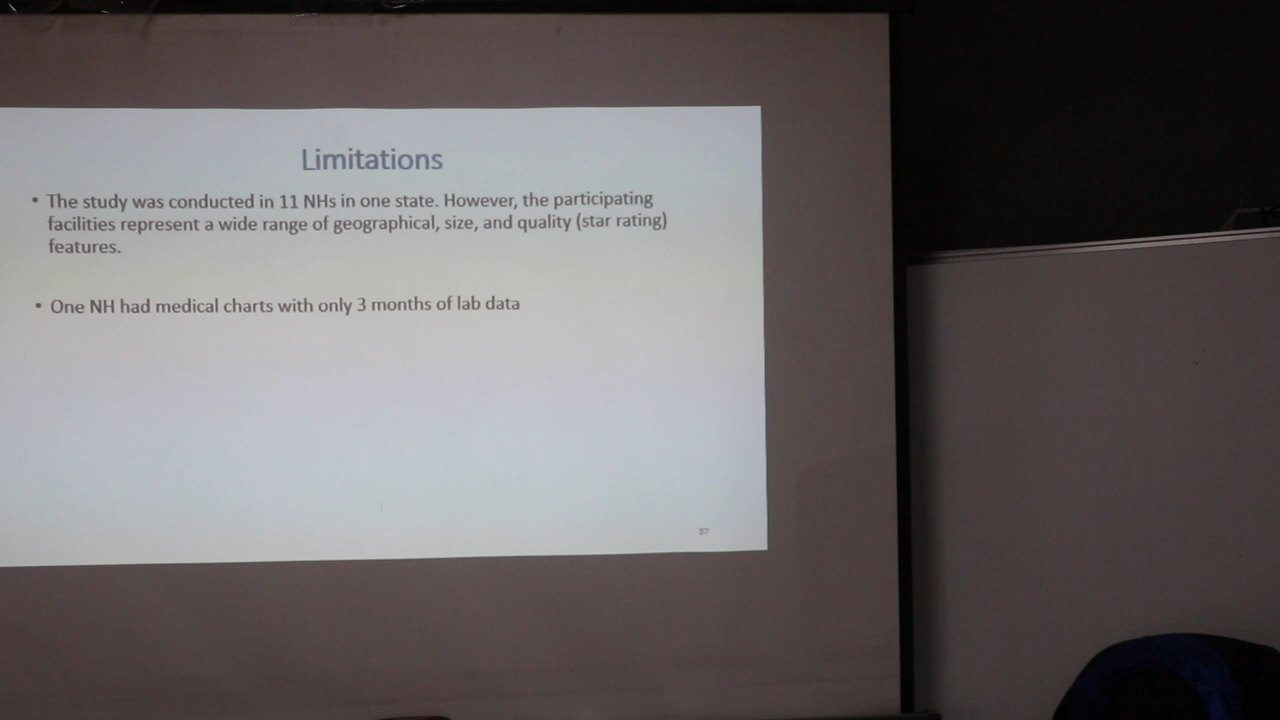 Limitations
• The study was conducted in 11 NHs in one state. However, the participating
facilities represent a wide range of geographical, size, and quality (star rating)
features.
• One NH had medical charts with only 3 months of lab data
37